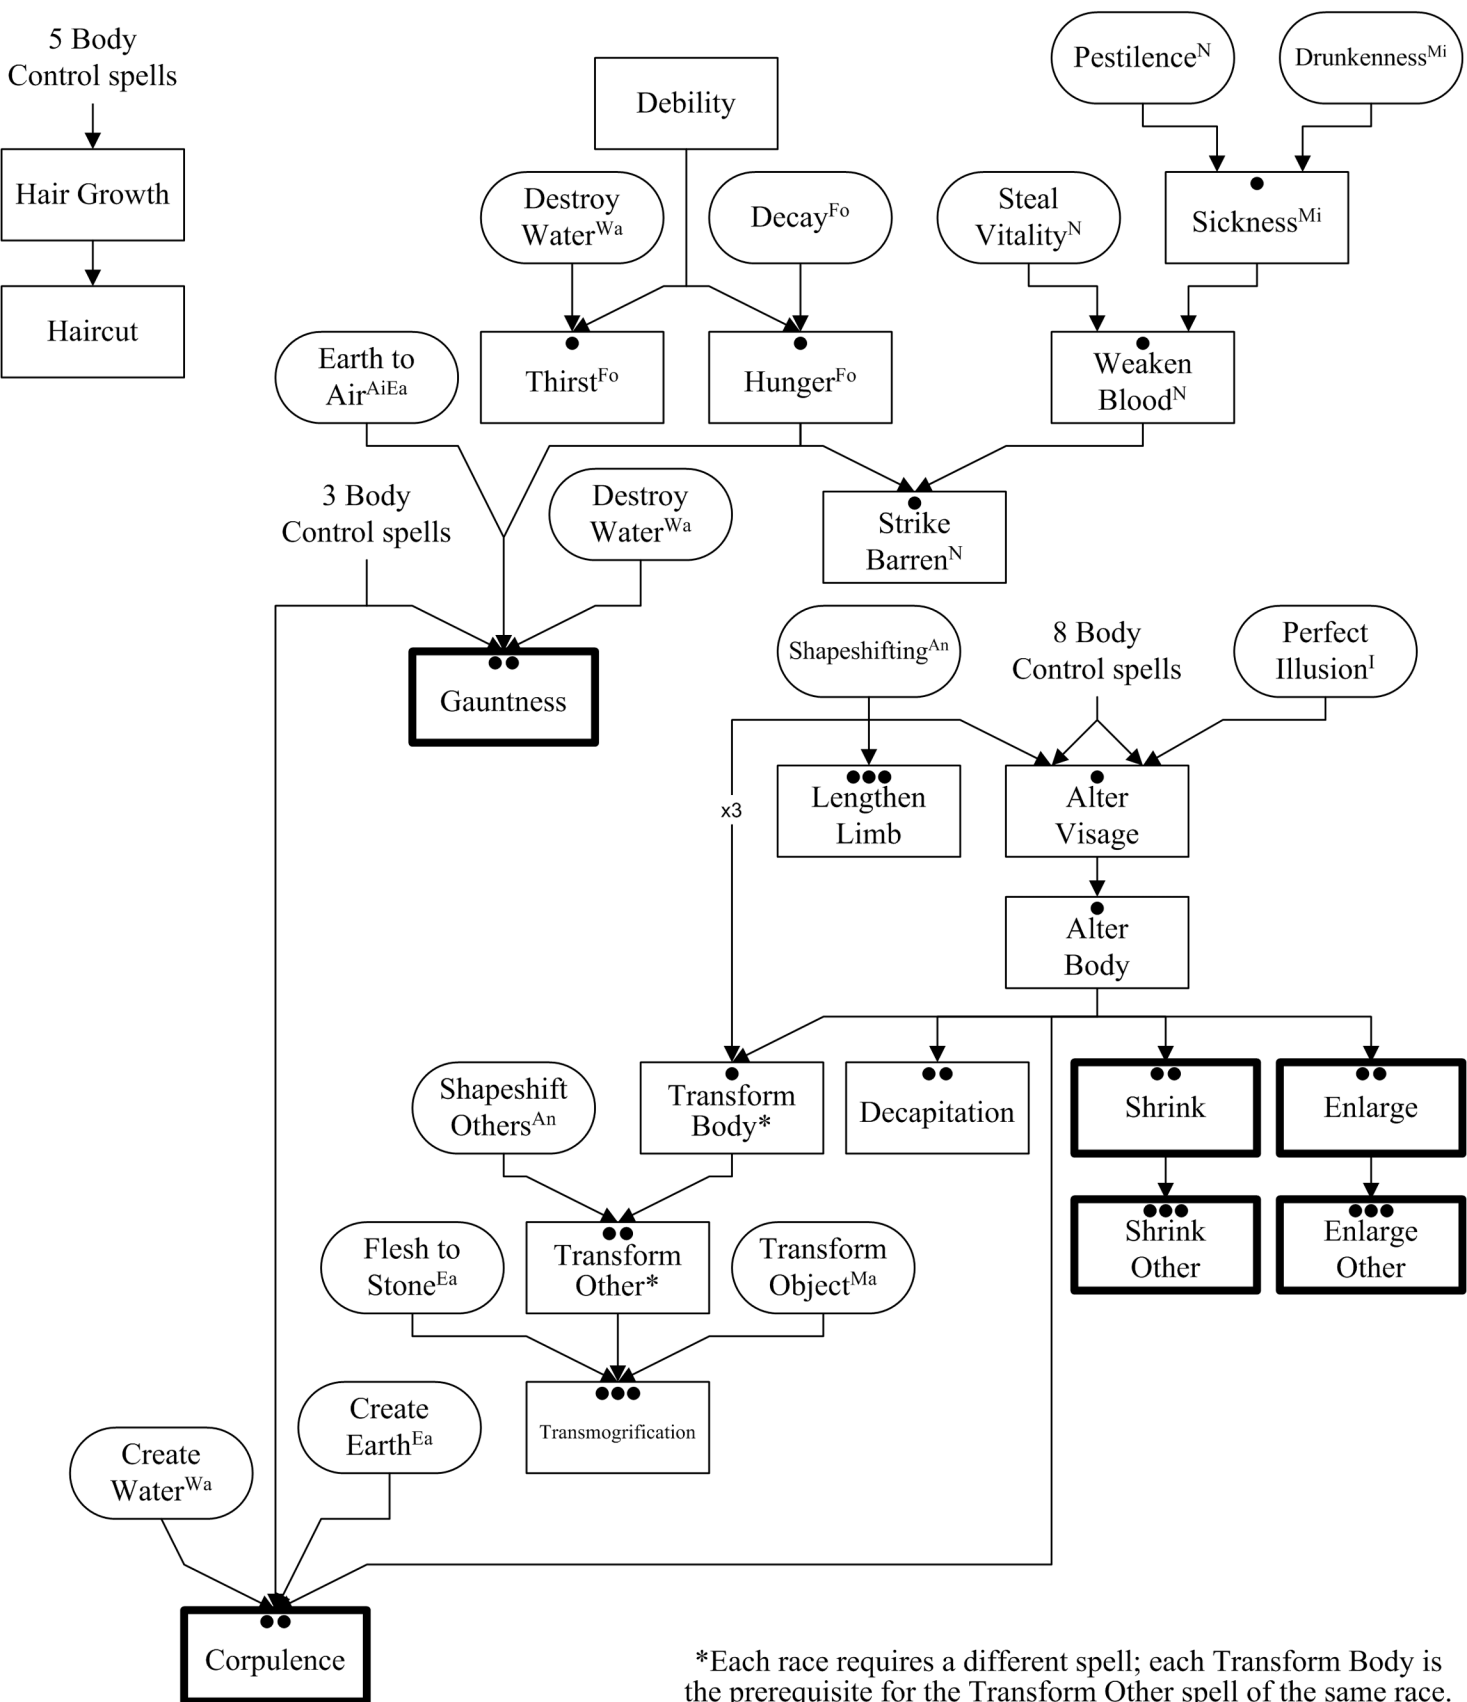 5 Body
Control spells
Hair Growth
Haircut
Debility
Pestilence^N
Drunkenness^Mi
Destroy
Water^Wa
Decay^Fo
Steal
Vitality^N
Sickness^Mi
Earth to
Air^AiEa
Thirst^Fo
Hunger^Fo
Weaken
Blood^N
3 Body
Control spells
Destroy
Water^Wa
Strike
Barren^N
Gauntness
Shapeshifting^An
8 Body
Control spells
Perfect
Illusion^I
x3
Lengthen
Limb
Alter
Visage
Alter
Body
Shapeshift
Others^An
Transform
Body*
Decapitation
Shrink
Enlarge
Flesh to
Stone^Ea
Transform
Other*
Transform
Object^Ma
Shrink
Other
Enlarge
Other
Create
Water^Wa
Create
Earth^Ea
Transmogrification
Corpulence
*Each race requires a different spell; each Transform Body is
the prerequisite for the Transform Other spell of the same race.